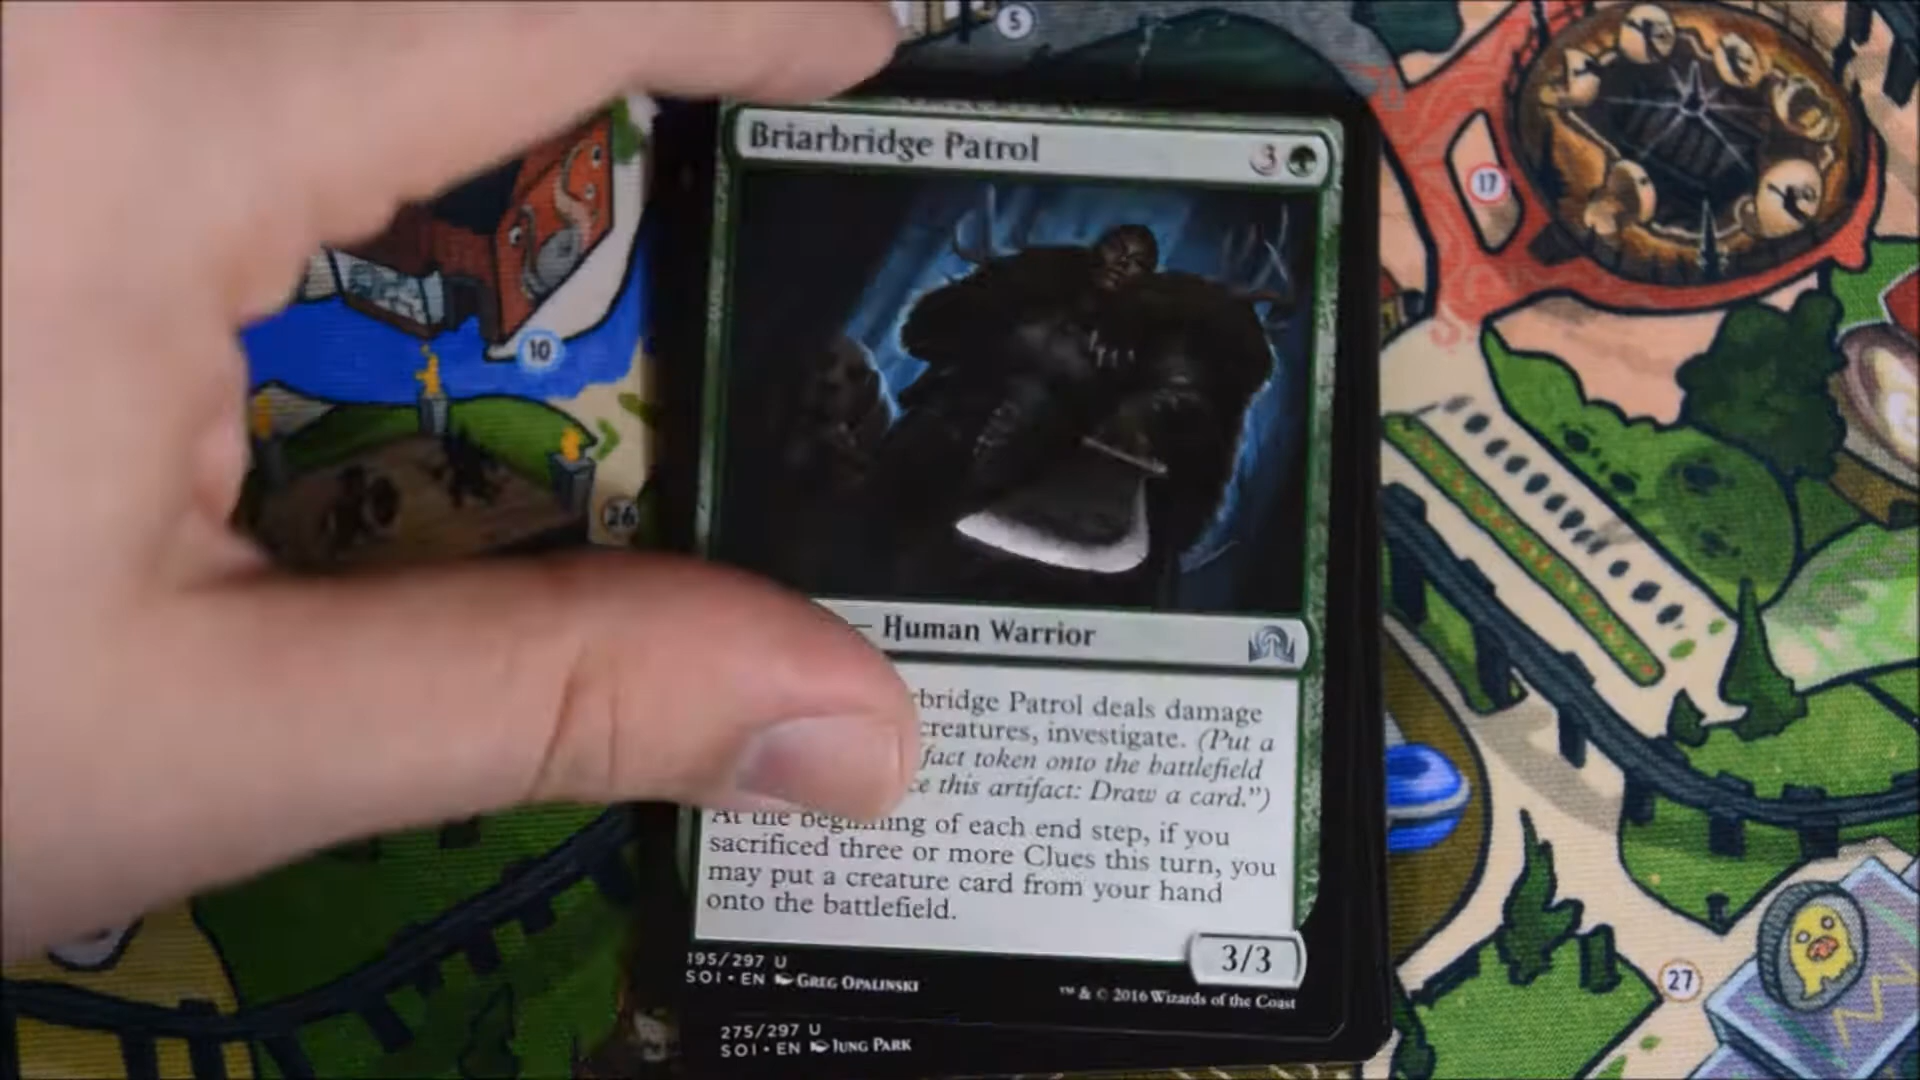 5
Briarbridge Patrol 3
17
10
26
— Human Warrior
rbridge Patrol deals damage
creatures, investigate. (Put a
fact token onto the battlefield
ce this artifact: Draw a card.")
At the beginning of each end step, if you
sacrificed three or more Clues this turn, you
may put a creature card from your hand
onto the battlefield.
3/3
195/297 U
SOI • EN GREG OPALINSKI
™ & © 2016 Wizards of the Coast
27
275/297 U
SOI • EN JUNG PARK